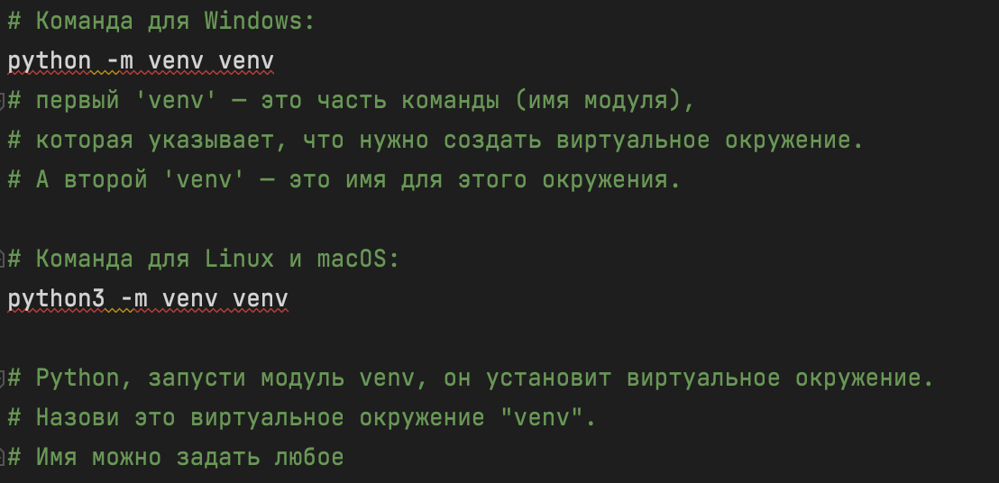 # Команда для Windows:
python -m venv venv
# первый 'venv' — это часть команды (имя модуля),
# которая указывает, что нужно создать виртуальное окружение.
# А второй 'venv' — это имя для этого окружения.
# Команда для Linux и macOS:
python3 -m venv venv
# Python, запусти модуль venv, он установит виртуальное окружение.
# Назови это виртуальное окружение "venv".
# Имя можно задать любое